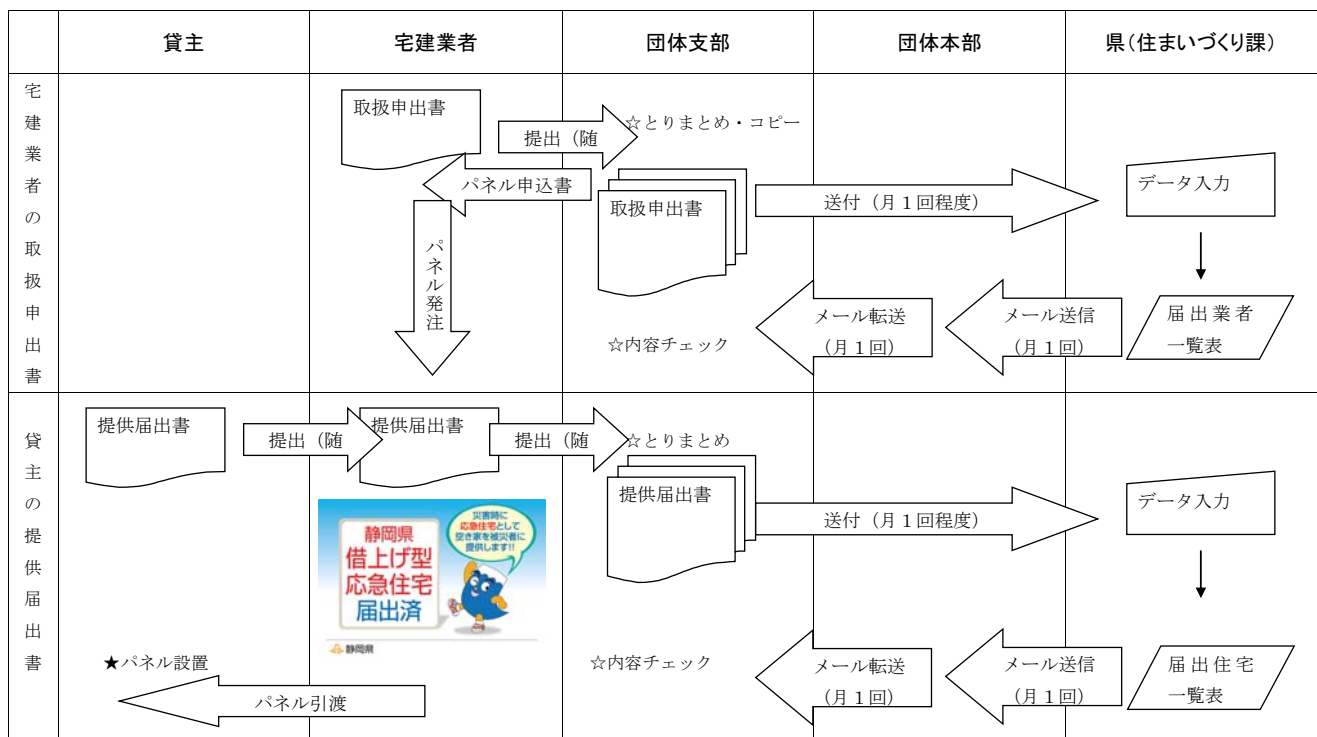 貸主
宅建業者
団体支部
団体本部
県(住まいづくり課)
宅建業者の取扱申出書
取扱申出書
提出（随
☆とりまとめ・コピー
パネル申込書
取扱申出書
送付（月１回程度）
データ入力
パネル発注
☆内容チェック
メール転送
（月１回）
メール送信
（月１回）
届出業者
一覧表
貸主の提供届出書
提供届出書
提出（随
提供届出書
提出（随
☆とりまとめ
提供届出書
送付（月１回程度）
データ入力
静岡県
借上げ型
応急住宅
届出済
災害時に
応急住宅として
空き家を被災者に
提供します!!
静岡県
★パネル設置
パネル引渡
☆内容チェック
メール転送
（月１回）
メール送信
（月１回）
届出住宅
一覧表